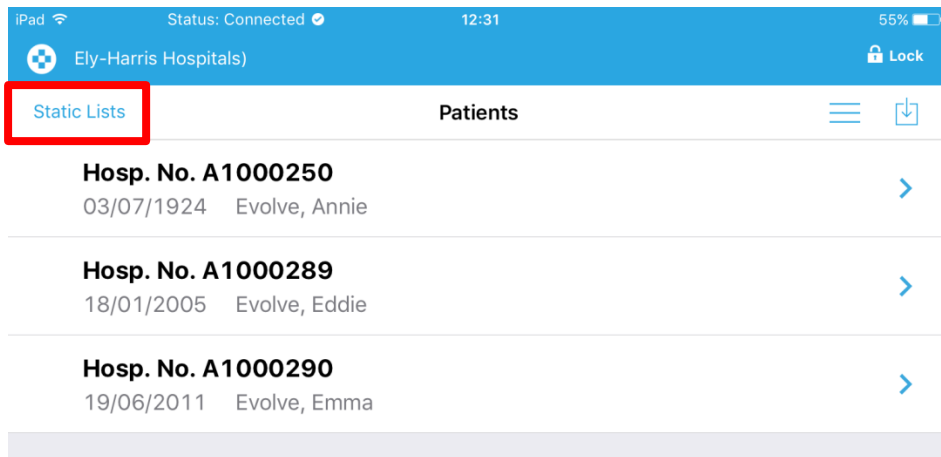 iPad Status: Connected 12:31 55%
Ely-Harris Hospitals) Lock
Static Lists Patients
Hosp. No. A1000250
03/07/1924 Evolve, Annie
Hosp. No. A1000289
18/01/2005 Evolve, Eddie
Hosp. No. A1000290
19/06/2011 Evolve, Emma